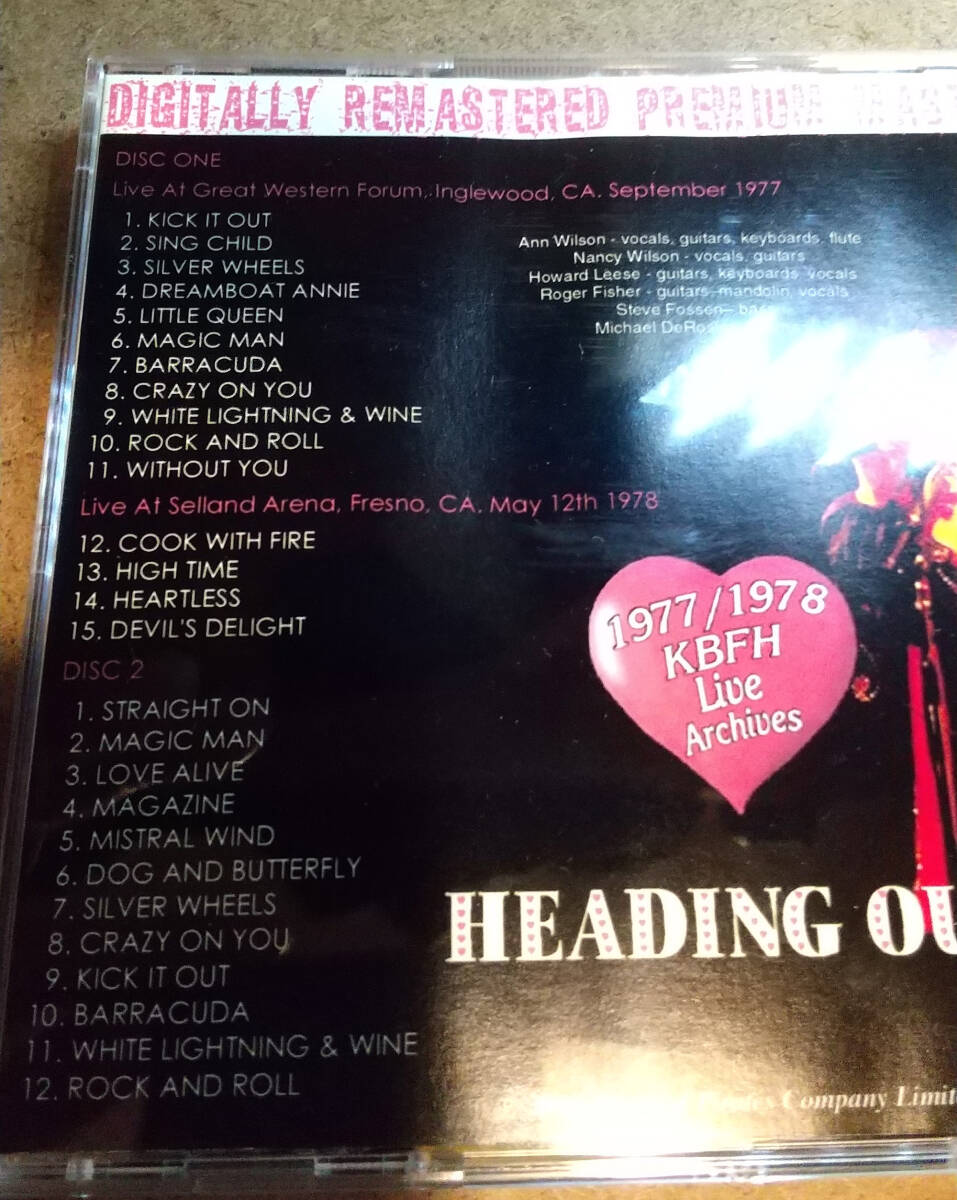 DIGITALLY REMASTERED PREMIUM
DISC ONE
Live At Great Western Forum, Inglewood, CA. September 1977
1. KICK IT OUT
2. SING CHILD
3. SILVER WHEELS
4. DREAMBOAT ANNIE
5. LITTLE QUEEN
6. MAGIC MAN
7. BARRACUDA
8. CRAZY ON YOU
9. WHITE LIGHTNING & WINE
10. ROCK AND ROLL
11. WITHOUT YOU
Live At Selland Arena, Fresno, CA. May 12th 1978
12. COOK WITH FIRE
13. HIGH TIME
14. HEARTLESS
15. DEVIL'S DELIGHT
DISC 2
1. STRAIGHT ON
2. MAGIC MAN
3. LOVE ALIVE
4. MAGAZINE
5. MISTRAL WIND
6. DOG AND BUTTERFLY
7. SILVER WHEELS
8. CRAZY ON YOU
9. KICK IT OUT
10. BARRACUDA
11. WHITE LIGHTNING & WINE
12. ROCK AND ROLL
Ann Wilson - vocals, guitars, keyboards, flute
Nancy Wilson - vocals, guitars
Howard Leese - guitars, keyboards, vocals
Roger Fisher - guitars, mandolin, vocals
Steve Fossen -
Michael
1977/1978
KBFH
Live
Archives
HEADING
Company